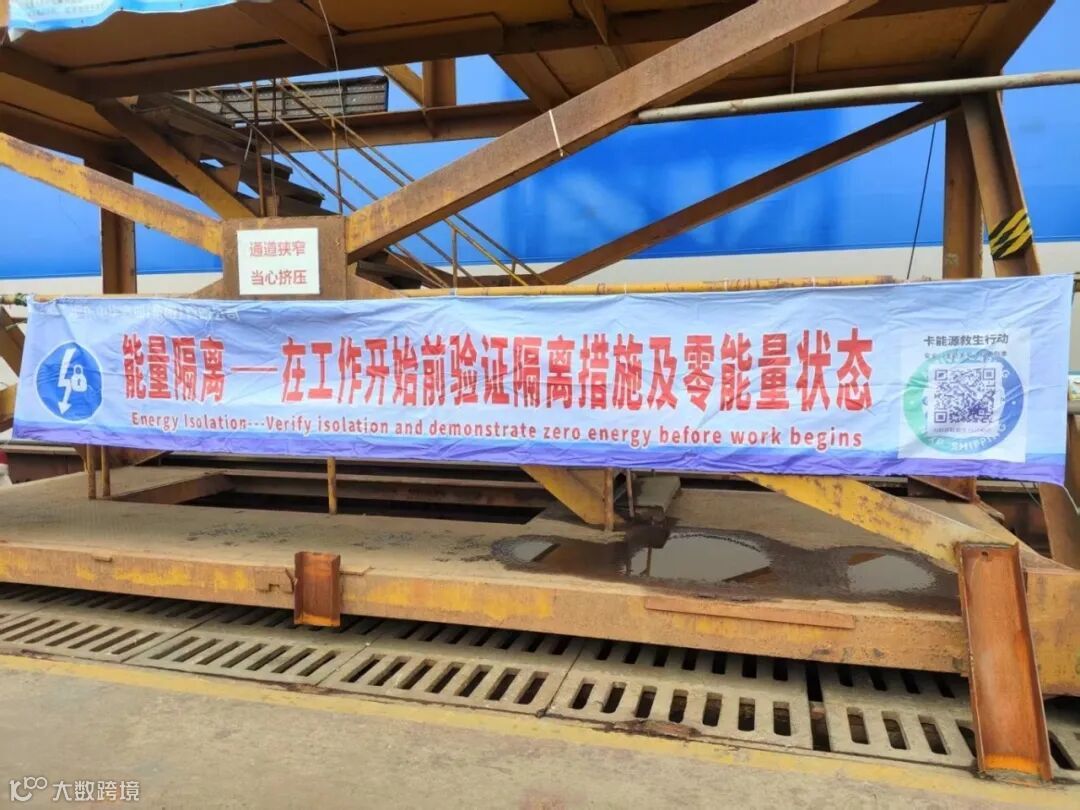 通道狭窄
当心挤压
能量隔离——在工作开始前验证隔离措施及零能量状态
Energy Isolation---Verify isolation and demonstrate zero energy before work begins
卡能源救生行动
SHIPPING
大数跨境